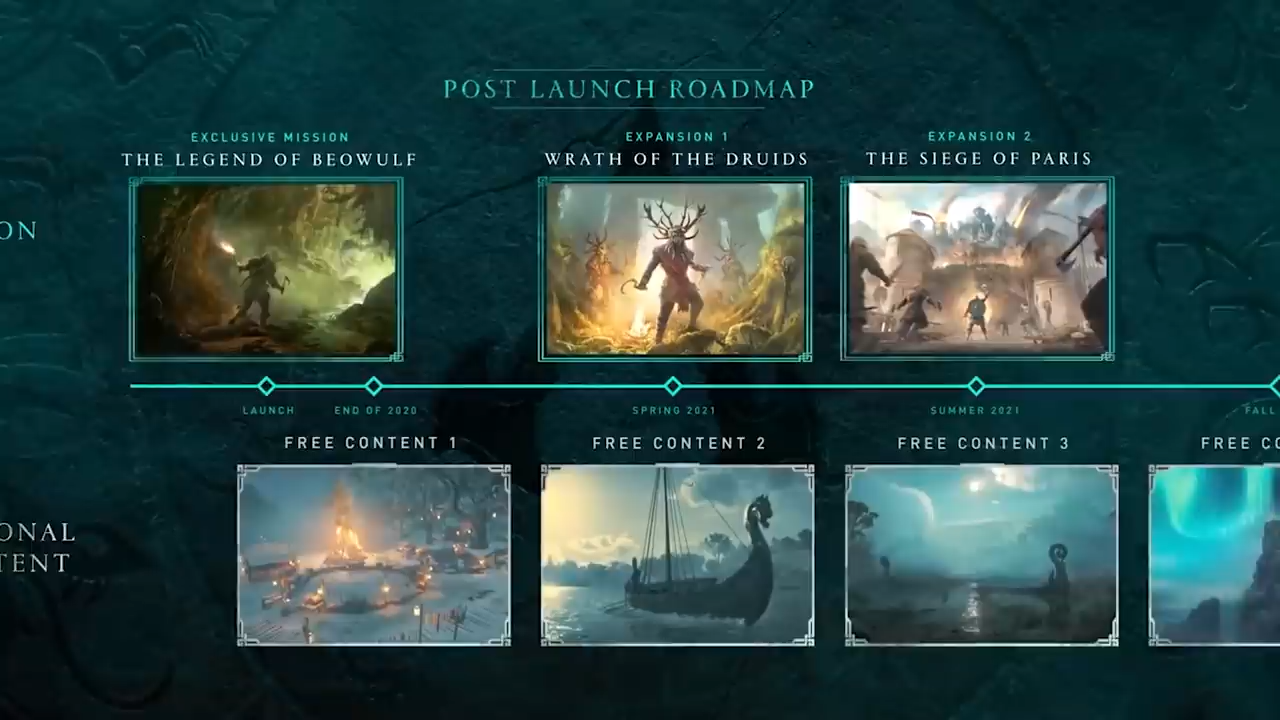 POST LAUNCH ROADMAP
EXCLUSIVE MISSION
THE LEGEND OF BEOWULF
EXPANSION 1
WRATH OF THE DRUIDS
EXPANSION 2
THE SIEGE OF PARIS
ON
LAUNCH
END OF 2020
SPRING 2021
SUMMER 2021
FALL
FREE CONTENT 1
FREE CONTENT 2
FREE CONTENT 3
FREE CO
ONAL
TENT